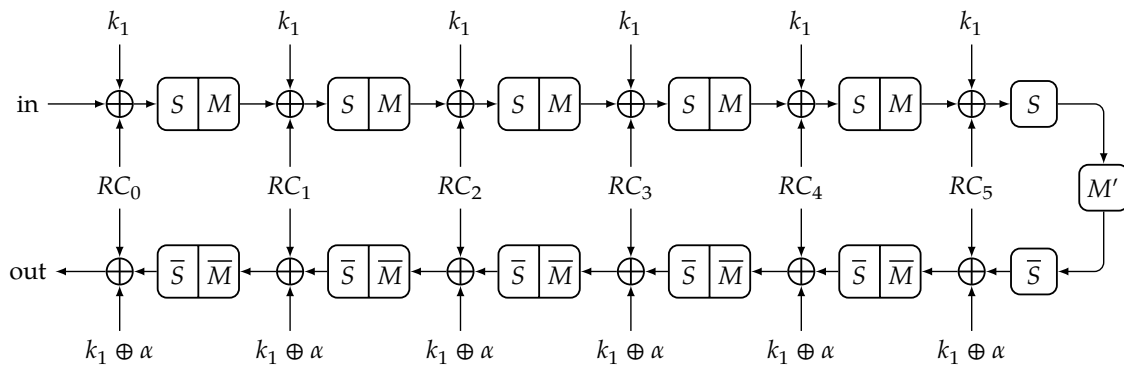 k₁ k₁ k₁ k₁ k₁ k₁
in S M S M S M S M S M S
RC₀ RC₁ RC₂ RC₃ RC₄ RC₅ M′
out S̅ M̅ S̅ M̅ S̅ M̅ S̅ M̅ S̅ M̅ S̅
k₁ ⊕ α k₁ ⊕ α k₁ ⊕ α k₁ ⊕ α k₁ ⊕ α k₁ ⊕ α